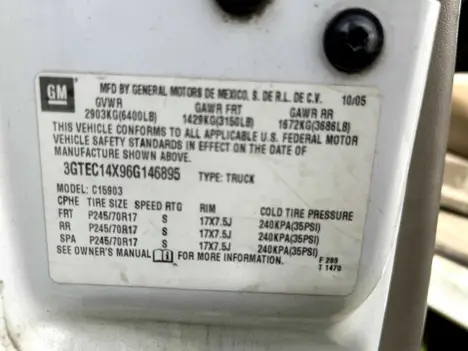 GM
MFD BY GENERAL MOTORS DE MEXICO, S. DE R.L. DE C.V. 10/05
GVWR GAWR FRT GAWR RR
2903KG(6400LB) 1429KG(3150LB) 1672KG(3686LB)
THIS VEHICLE CONFORMS TO ALL APPLICABLE U.S. FEDERAL MOTOR
VEHICLE SAFETY STANDARDS IN EFFECT ON THE DATE OF
MANUFACTURE SHOWN ABOVE.
3GTEC14X96G146895 TYPE: TRUCK
MODEL: C15903
CPHE TIRE SIZE SPEED RTG RIM COLD TIRE PRESSURE
FRT P245/70R17 S 17X7.5J 240KPA(35PSI)
RR P245/70R17 S 17X7.5J 240KPA(35PSI)
SPA P245/70R17 S 17X7.5J 240KPA(35PSI)
SEE OWNER'S MANUAL FOR MORE INFORMATION.
T 1470